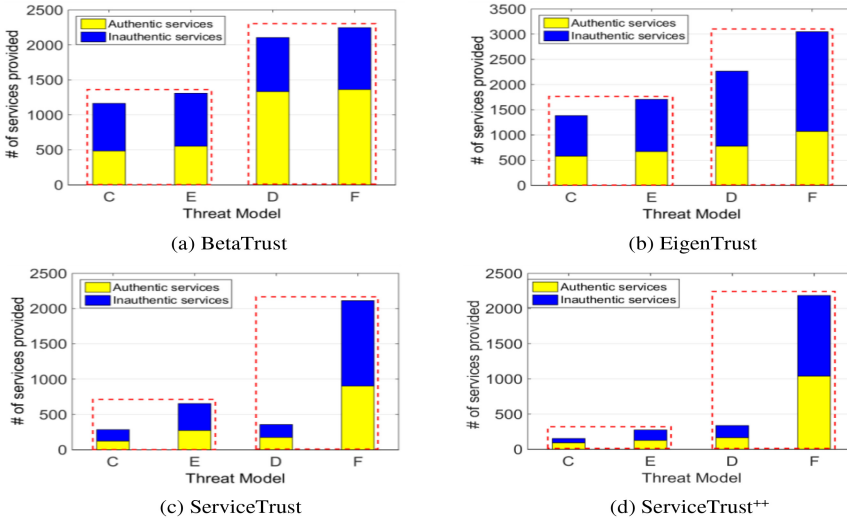 2500
2000
1500
1000
500
0
# of services provided
Authentic services
Inauthentic services
C E D F
Threat Model
(a) BetaTrust
3500
3000
2500
2000
1500
1000
500
0
# of services provided
Authentic services
Inauthentic services
C E D F
Threat Model
(b) EigenTrust
2500
2000
1500
1000
500
0
# of services provided
Authentic services
Inauthentic services
C E D F
Threat Model
(c) ServiceTrust
2500
2000
1500
1000
500
0
# of services provided
Authentic services
Inauthentic services
C E D F
Threat Model
(d) ServiceTrust⁺⁺